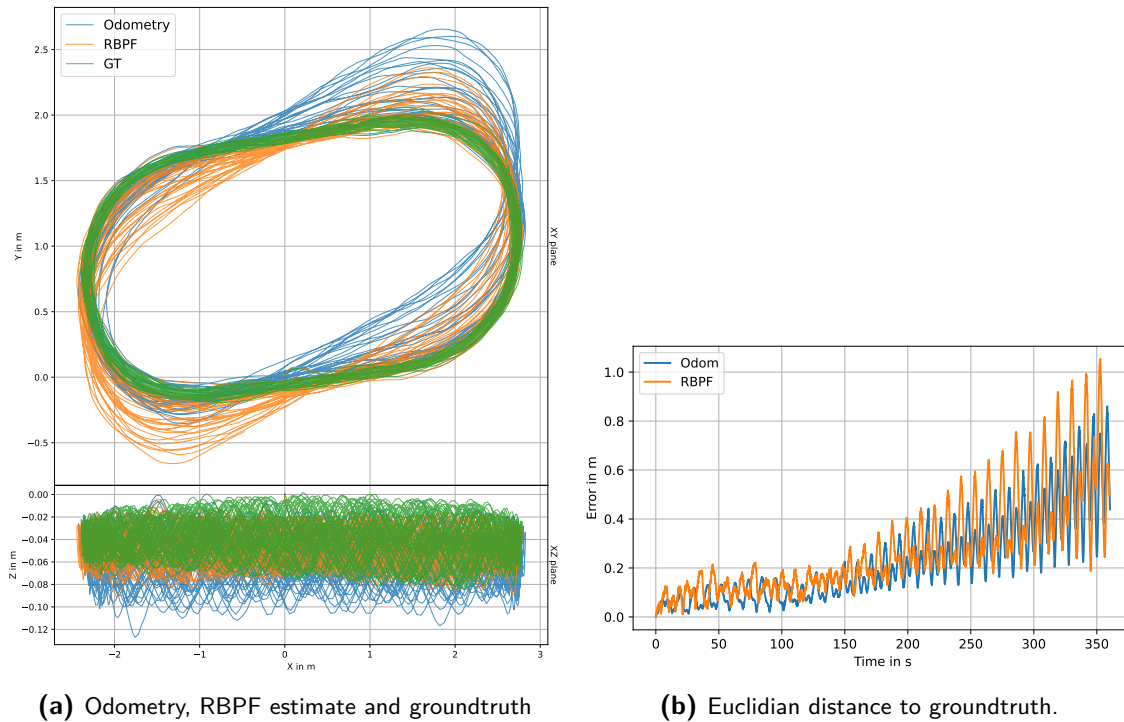 Odometry
RBPF
GT
2.5
2.0
1.5
1.0
0.5
0.0
−0.5
Y in m
XY plane
0.00
−0.02
−0.04
−0.06
−0.08
−0.10
−0.12
Z in m
XZ plane
−2
−1
0
1
2
3
X in m
(a) Odometry, RBPF estimate and groundtruth
Odom
RBPF
1.0
0.8
0.6
0.4
0.2
0.0
Error in m
0
50
100
150
200
250
300
350
Time in s
(b) Euclidian distance to groundtruth.